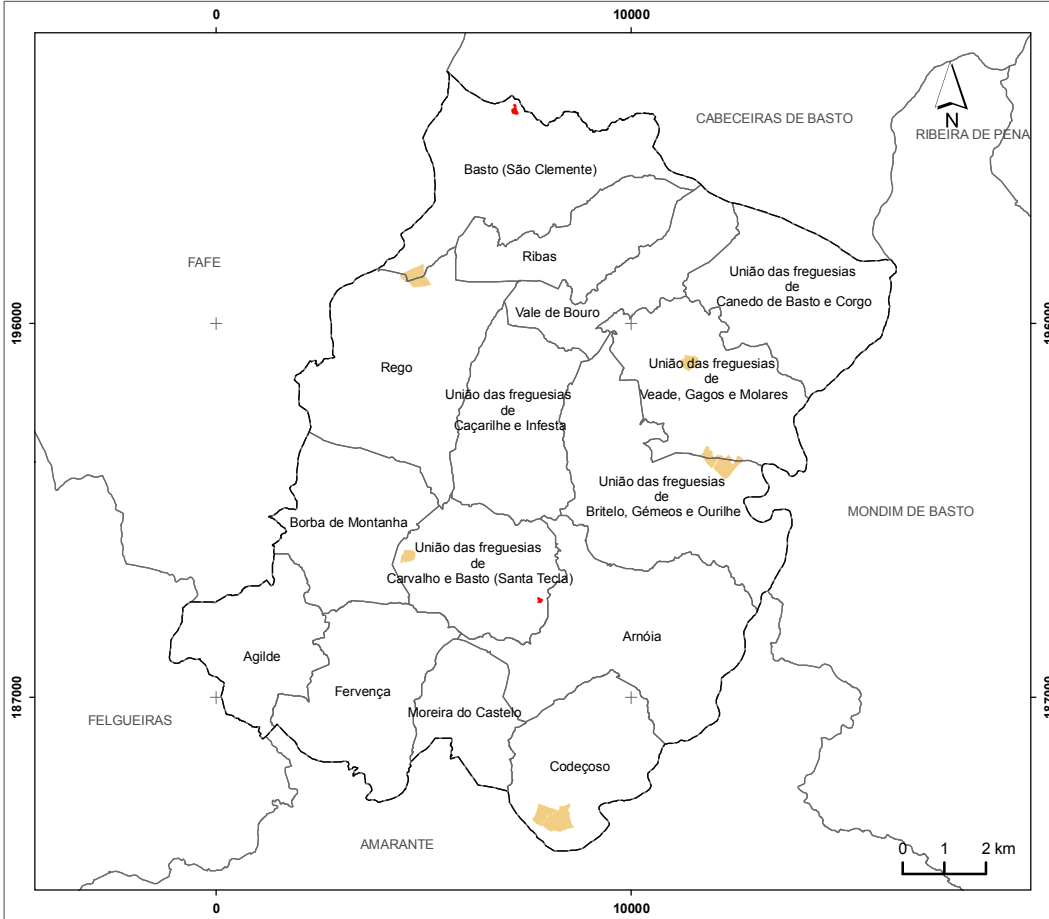 0
10000
CABECEIRAS DE BASTO
N
RIBEIRA DE PENA
Basto (São Clemente)
FAFE
Ribas
União das freguesias
de
Canedo de Basto e Corgo
Vale de Bouro
196000
196000
Rego
União das freguesias
de
Veade, Gagos e Molares
União das freguesias
de
Caçarilhe e Infesta
União das freguesias
de
Britelo, Gémeos e Ourilhe
MONDIM DE BASTO
Borba de Montanha
União das freguesias
de
Carvalho e Basto (Santa Tecla)
Arnóia
Agilde
Fervença
187000
187000
Moreira do Castelo
FELGUEIRAS
Codeçoso
AMARANTE
0 1 2 km
0
10000